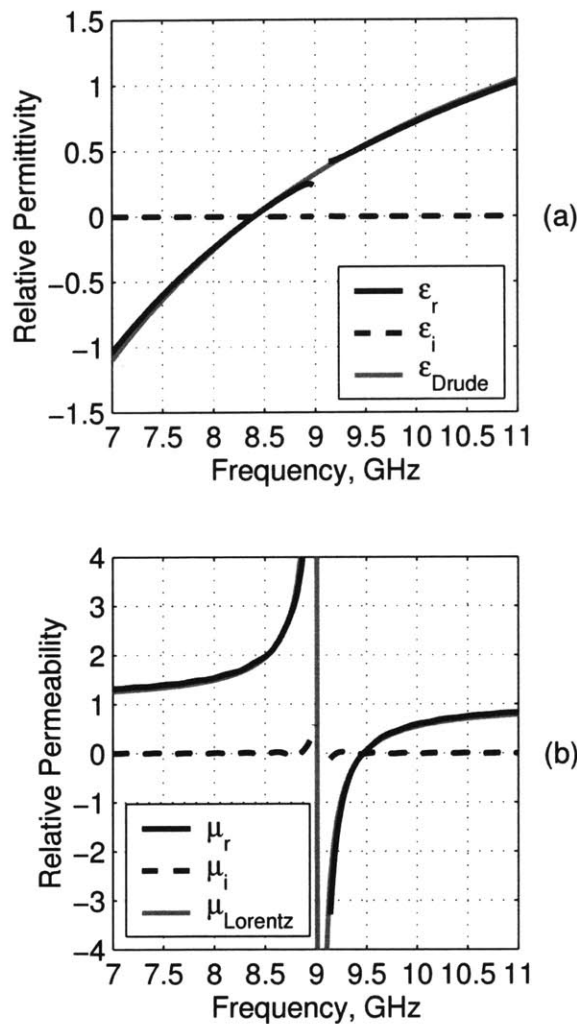 1.5
1
0.5
0
−0.5
−1
−1.5
Relative Permittivity
ε_r
ε_i
ε_Drude
7 7.5 8 8.5 9 9.5 10 10.5 11
Frequency, GHz
(a)
4
3
2
1
0
−1
−2
−3
−4
Relative Permeability
μ_r
μ_i
μ_Lorentz
7 7.5 8 8.5 9 9.5 10 10.5 11
Frequency, GHz
(b)